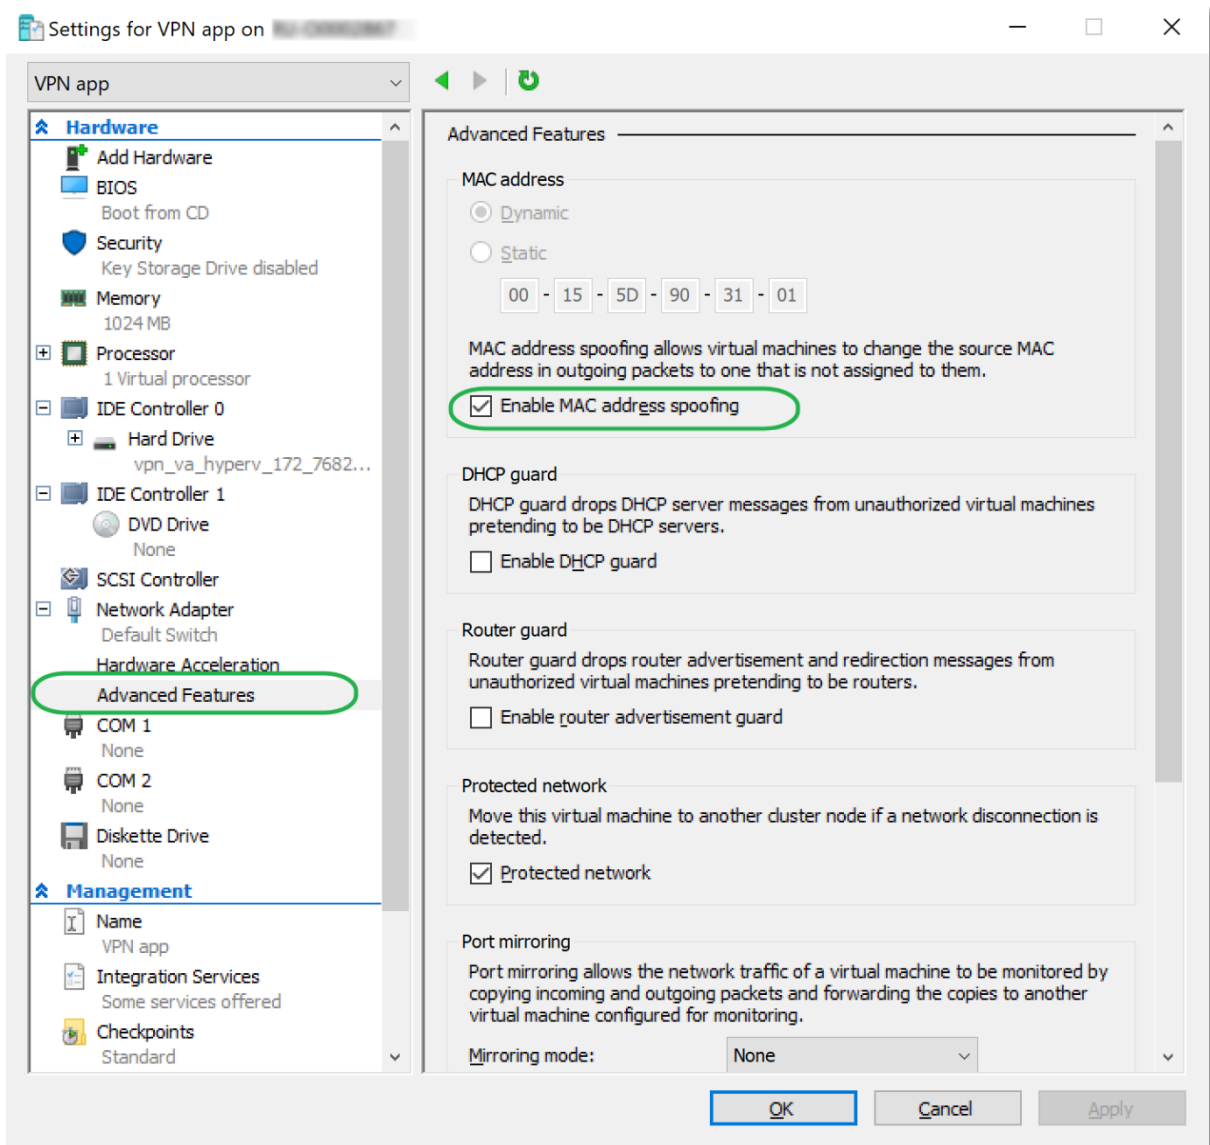 Settings for VPN app on
VPN app
Hardware
Add Hardware
BIOS
Boot from CD
Security
Key Storage Drive disabled
Memory
1024 MB
Processor
1 Virtual processor
IDE Controller 0
Hard Drive
vpn_va_hyperv_172_7682...
IDE Controller 1
DVD Drive
None
SCSI Controller
Network Adapter
Default Switch
Hardware Acceleration
Advanced Features
COM 1
None
COM 2
None
Diskette Drive
None
Management
Name
VPN app
Integration Services
Some services offered
Checkpoints
Standard
Advanced Features
MAC address
Dynamic
Static
00 - 15 - 5D - 90 - 31 - 01
MAC address spoofing allows virtual machines to change the source MAC
address in outgoing packets to one that is not assigned to them.
Enable MAC address spoofing
DHCP guard
DHCP guard drops DHCP server messages from unauthorized virtual machines
pretending to be DHCP servers.
Enable DHCP guard
Router guard
Router guard drops router advertisement and redirection messages from
unauthorized virtual machines pretending to be routers.
Enable router advertisement guard
Protected network
Move this virtual machine to another cluster node if a network disconnection is
detected.
Protected network
Port mirroring
Port mirroring allows the network traffic of a virtual machine to be monitored by
copying incoming and outgoing packets and forwarding the copies to another
virtual machine configured for monitoring.
Mirroring mode: None
OK Cancel Apply